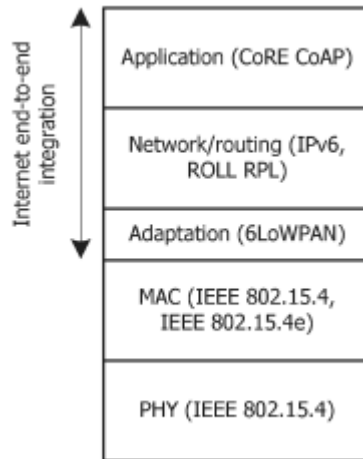 Internet end-to-end
integration
Application (CoRE CoAP)
Network/routing (IPv6,
ROLL RPL)
Adaptation (6LoWPAN)
MAC (IEEE 802.15.4,
IEEE 802.15.4e)
PHY (IEEE 802.15.4)